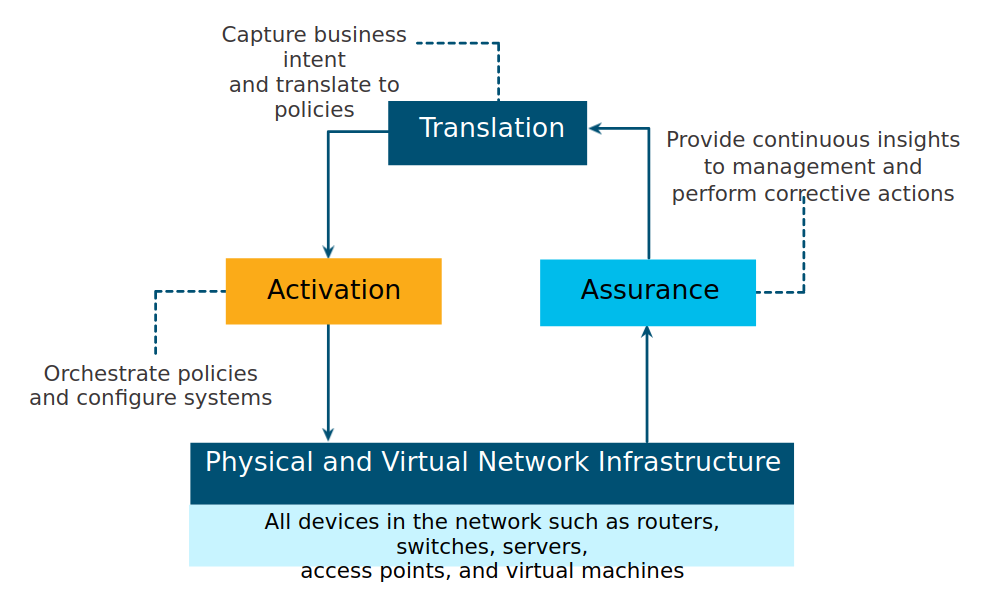 Capture business
intent
and translate to
policies
Translation
Provide continuous insights
to management and
perform corrective actions
Activation
Assurance
Orchestrate policies
and configure systems
Physical and Virtual Network Infrastructure
All devices in the network such as routers,
switches, servers,
access points, and virtual machines